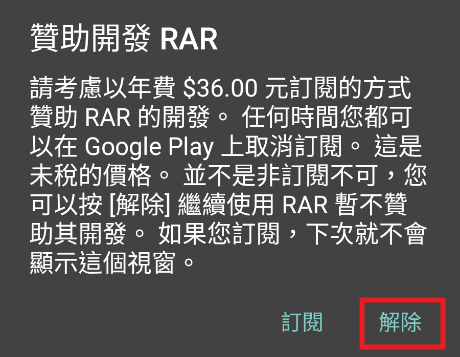 贊助開發 RAR
請考慮以年費 $36.00 元訂閱的方式
贊助 RAR 的開發。 任何時間您都可
以在 Google Play 上取消訂閱。 這是
未稅的價格。 並不是非訂閱不可，您
可以按 [解除] 繼續使用 RAR 暫不贊
助其開發。 如果您訂閱，下次就不會
顯示這個視窗。
訂閱 解除